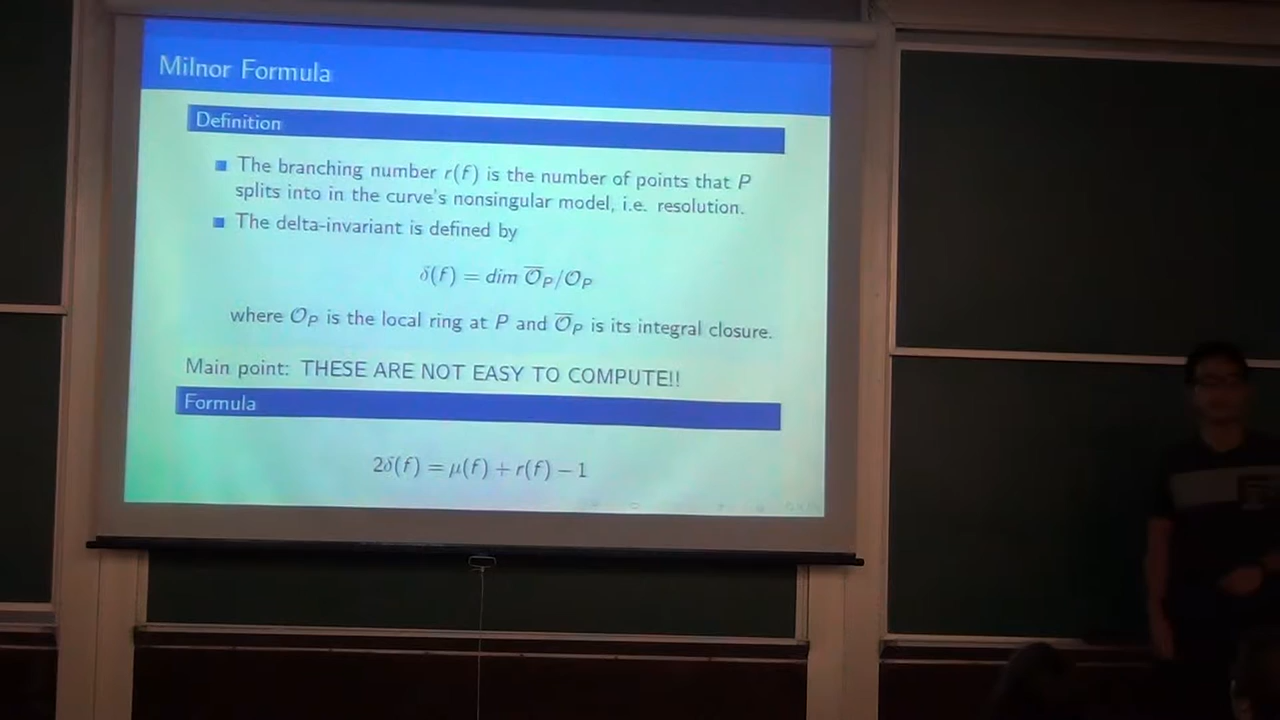 Milnor Formula
Definition
The branching number r(f) is the number of points that P
splits into in the curve's nonsingular model, i.e. resolution.
The delta-invariant is defined by
δ(f) = dim O̅_P/O_P
where O_P is the local ring at P and O̅_P is its integral closure.
Main point: THESE ARE NOT EASY TO COMPUTE!!
Formula
2δ(f) = μ(f) + r(f) − 1